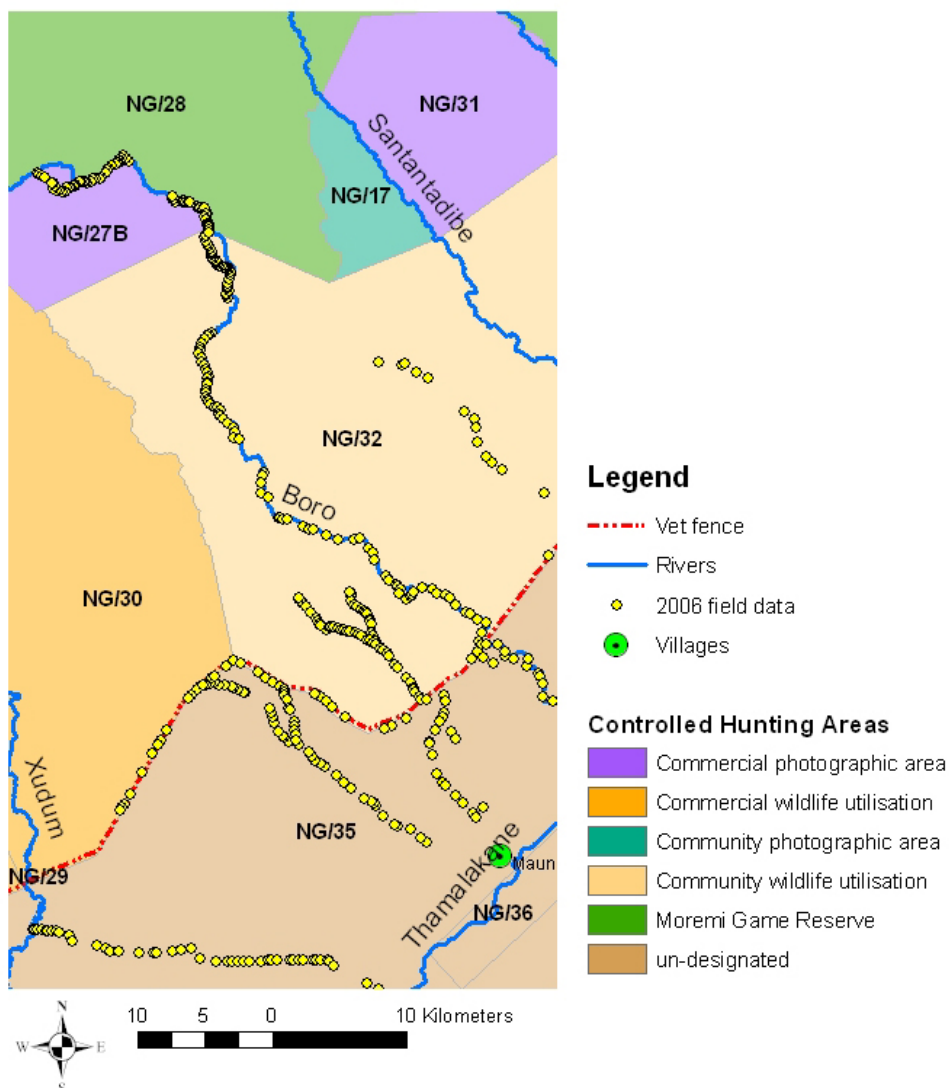 NG/28
NG/31
Santantadibe
NG/17
NG/27B
NG/32
Boro
NG/30
Xudum
NG/35
NG/29
Thamalakane
Maun
NG/36
Legend
Vet fence
Rivers
2006 field data
Villages
Controlled Hunting Areas
Commercial photographic area
Commercial wildlife utilisation
Community photographic area
Community wildlife utilisation
Moremi Game Reserve
un-designated
N
W E
S
10 5 0 10 Kilometers